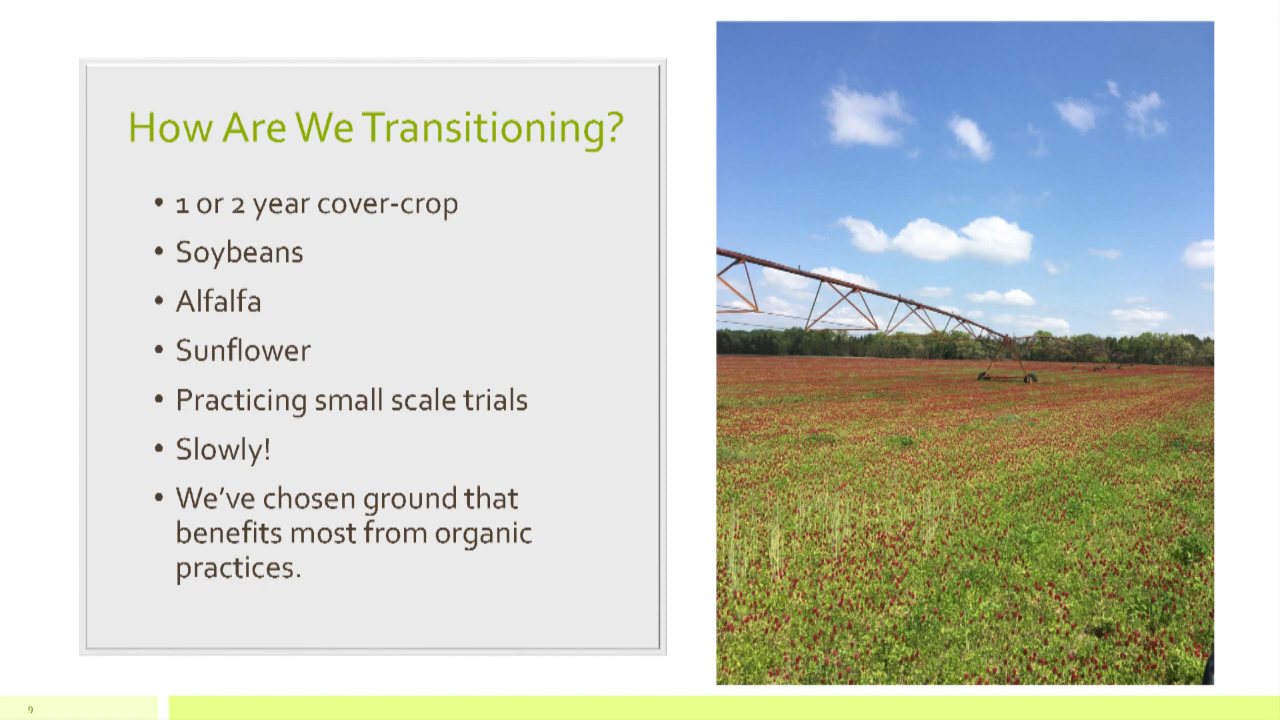 How Are We Transitioning?
• 1 or 2 year cover-crop
• Soybeans
• Alfalfa
• Sunflower
• Practicing small scale trials
• Slowly!
• We’ve chosen ground that
benefits most from organic
practices.
9